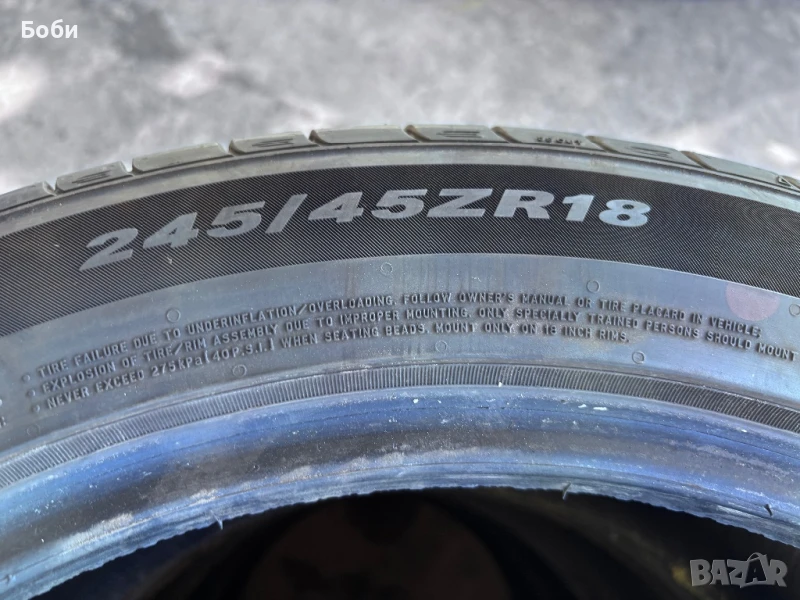 Боби
245/45ZR18
• TIRE FAILURE DUE TO UNDERINFLATION/OVERLOADING. FOLLOW OWNER'S MANUAL OR TIRE PLACARD IN VEHICLE.
• EXPLOSION OF TIRE/RIM ASSEMBLY DUE TO IMPROPER MOUNTING. ONLY SPECIALLY TRAINED PERSONS SHOULD MOUNT
• NEVER EXCEED 275KPa(40P.S.I.) WHEN SEATING BEADS. MOUNT ONLY ON 18 INCH RIMS.
BAZAR